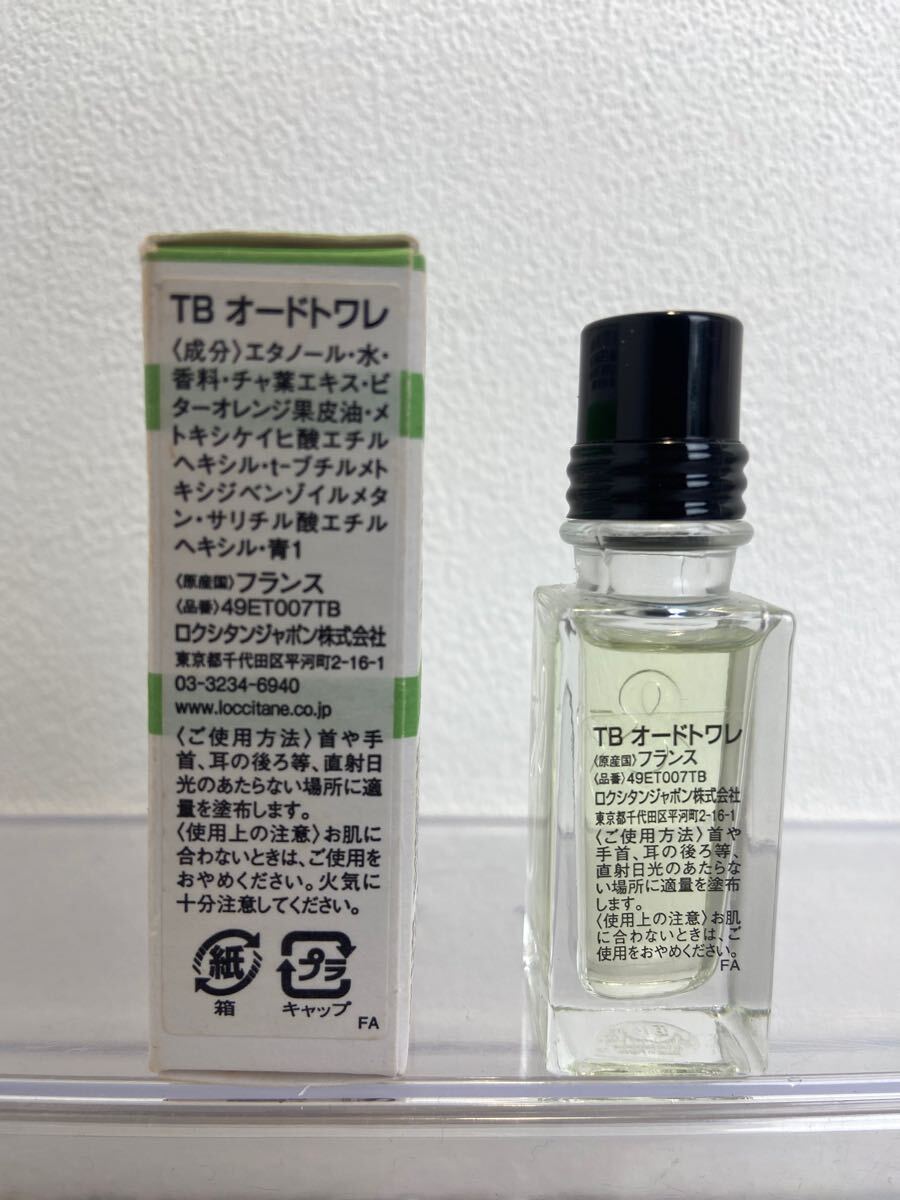 TB オードトワレ
〈成分〉エタノール・水・
香料・チャ葉エキス・ビ
ターオレンジ果皮油・メ
トキシケイヒ酸エチル
ヘキシル・t-ブチルメト
キシジベンゾイルメタ
ン・サリチル酸エチル
ヘキシル・青1
〈原産国〉フランス
〈品番〉49ET007TB
ロクシタンジャポン株式会社
東京都千代田区平河町2-16-1
03-3234-6940
www.loccitane.co.jp
〈ご使用方法〉首や手
首、耳の後ろ等、直射日
光のあたらない場所に適
量を塗布します。
〈使用上の注意〉お肌に
合わないときは、ご使用を
おやめください。火気に
十分注意してください。
紙 プラ
箱 キャップ
FA
TB オードトワレ
〈原産国〉フランス
〈品番〉49ET007TB
ロクシタンジャポン株式会社
東京都千代田区平河町2-16-1
〈ご使用方法〉首や
手首、耳の後ろ等、
直射日光のあたらな
い場所に適量を塗布
します。
〈使用上の注意〉お肌
に合わないときは、ご
使用をおやめください。
FA